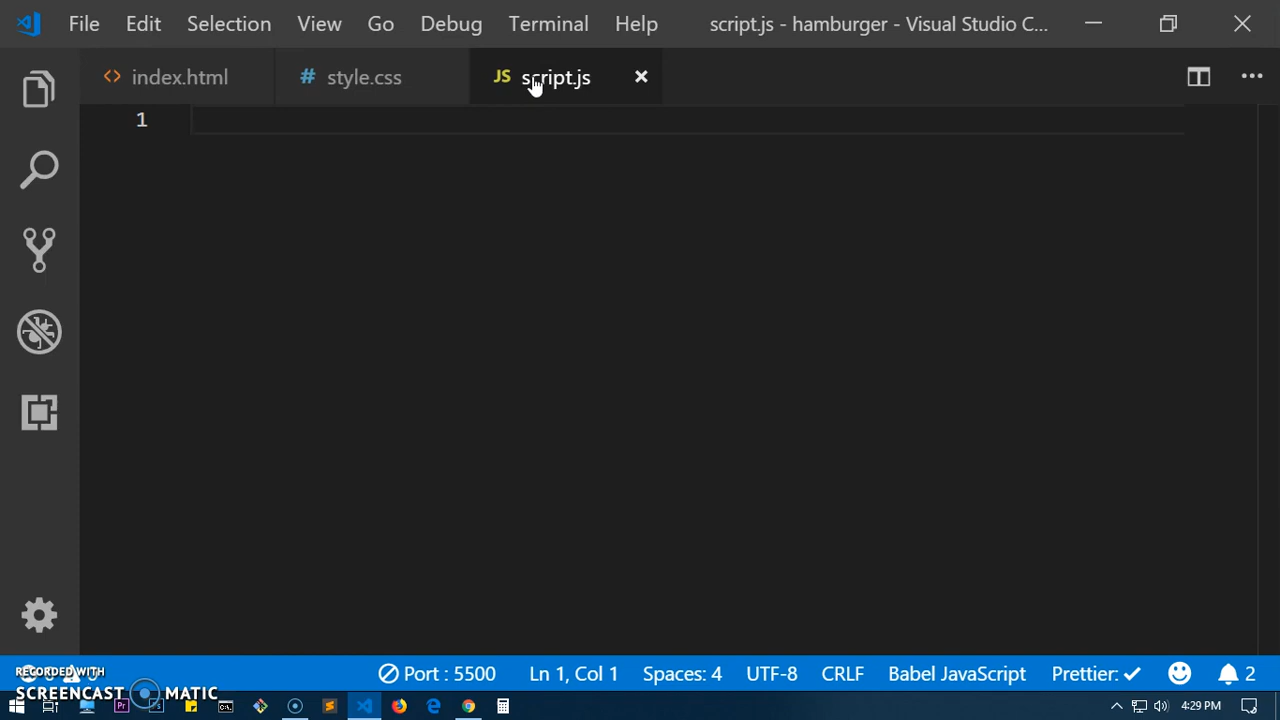 File Edit Selection View Go Debug Terminal Help script.js - hamburger - Visual Studio C...
<> index.html # style.css JS script.js
1
RECORDED WITH
SCREENCAST MATIC
Port : 5500 Ln 1, Col 1 Spaces: 4 UTF-8 CRLF Babel JavaScript Prettier: ✓ 2
Pr 4:29 PM